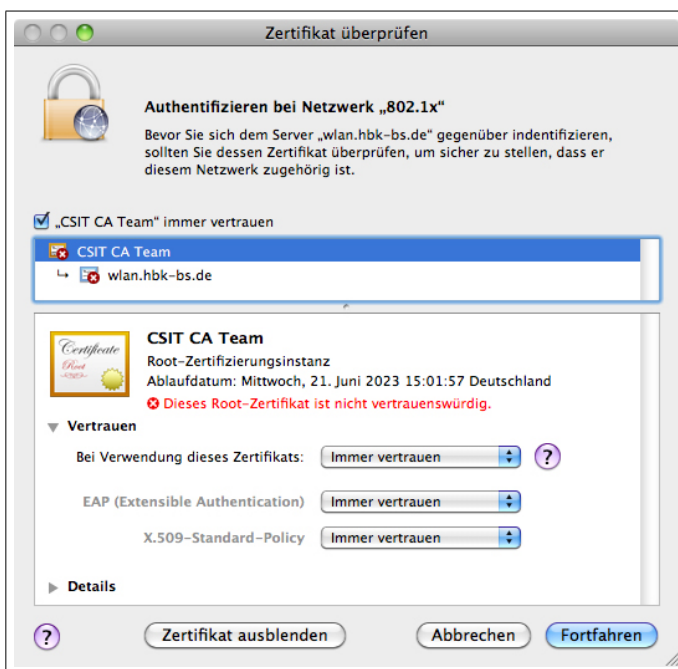 Zertifikat überprüfen
Authentifizieren bei Netzwerk „802.1x“
Bevor Sie sich dem Server „wlan.hbk-bs.de“ gegenüber indentifizieren,
sollten Sie dessen Zertifikat überprüfen, um sicher zu stellen, dass er
diesem Netzwerk zugehörig ist.
„CSIT CA Team“ immer vertrauen
CSIT CA Team
wlan.hbk-bs.de
Certificate
Root
CSIT CA Team
Root-Zertifizierungsinstanz
Ablaufdatum: Mittwoch, 21. Juni 2023 15:01:57 Deutschland
Dieses Root-Zertifikat ist nicht vertrauenswürdig.
Vertrauen
Bei Verwendung dieses Zertifikats: Immer vertrauen ?
EAP (Extensible Authentication) Immer vertrauen
X.509-Standard-Policy Immer vertrauen
Details
? Zertifikat ausblenden Abbrechen Fortfahren